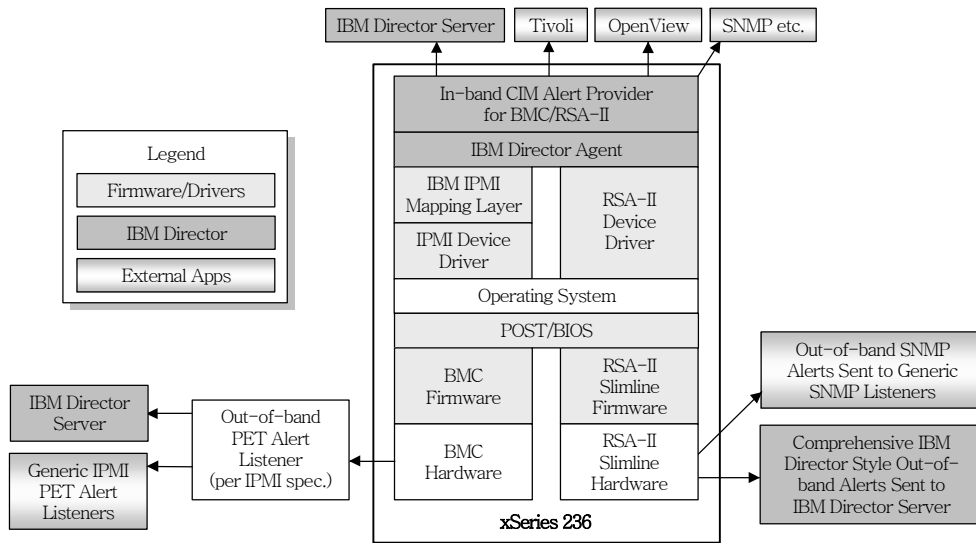 IBM Director Server
Tivoli
OpenView
SNMP etc.
In-band CIM Alert Provider
for BMC/RSA-II
IBM Director Agent
Legend
Firmware/Drivers
IBM Director
External Apps
IBM IPMI
Mapping Layer
IPMI Device
Driver
RSA-II
Device
Driver
Operating System
POST/BIOS
BMC
Firmware
RSA-II
Slimline
Firmware
BMC
Hardware
RSA-II
Slimline
Hardware
xSeries 236
IBM Director
Server
Generic IPMI
PET Alert
Listeners
Out-of-band
PET Alert
Listener
(per IPMI spec.)
Out-of-band SNMP
Alerts Sent to Generic
SNMP Listeners
Comprehensive IBM
Director Style Out-of-
band Alerts Sent to
IBM Director Server